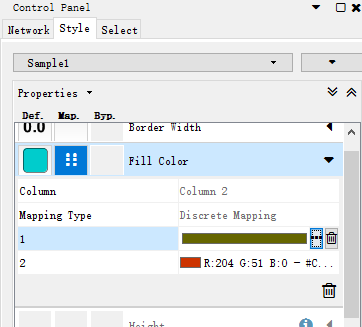 Control Panel
Network Style Select
Sample1
Properties
Def. Map. Byp.
0.0 Border Width
Fill Color
Column Column 2
Mapping Type Discrete Mapping
1
2 R:204 G:51 B:0 - #C...
Height